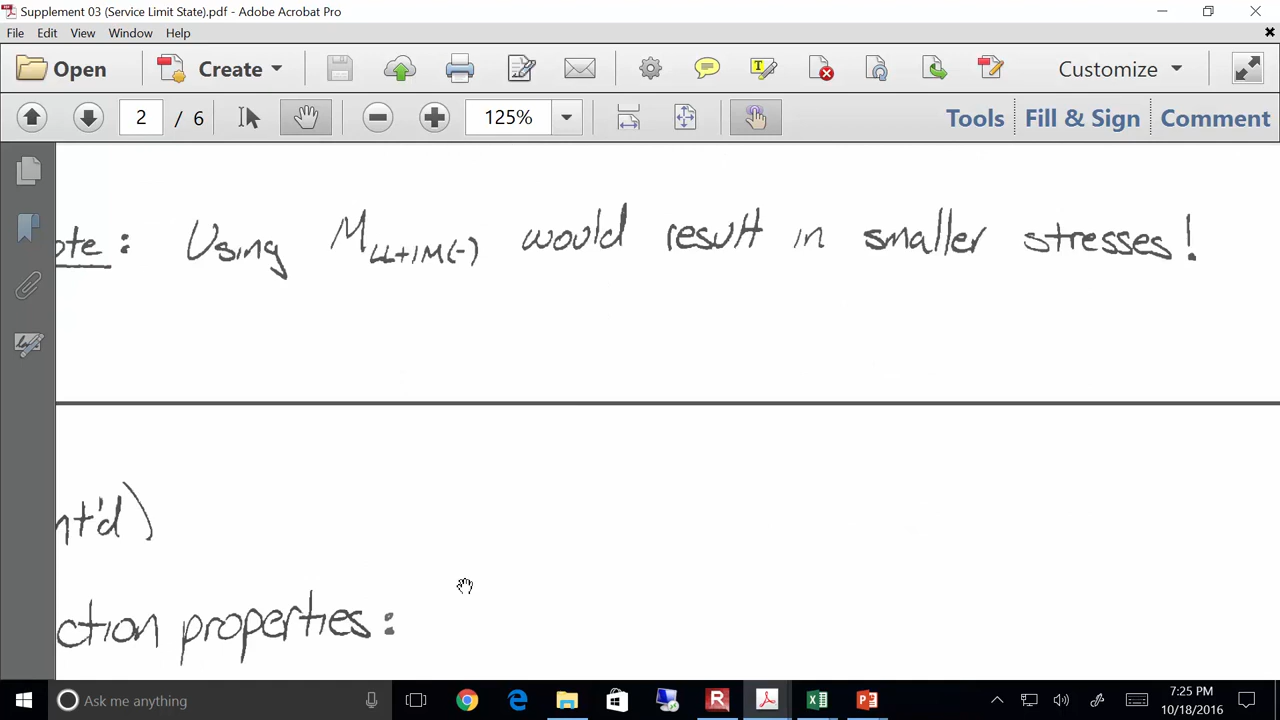 Supplement 03 (Service Limit State).pdf - Adobe Acrobat Pro
File Edit View Window Help
Open Create Customize
2 / 6 125% Tools Fill & Sign Comment
ote: Using MLL+IM(-) would result in smaller stresses!
nt'd)
ction properties:
Ask me anything
7:25 PM
10/18/2016